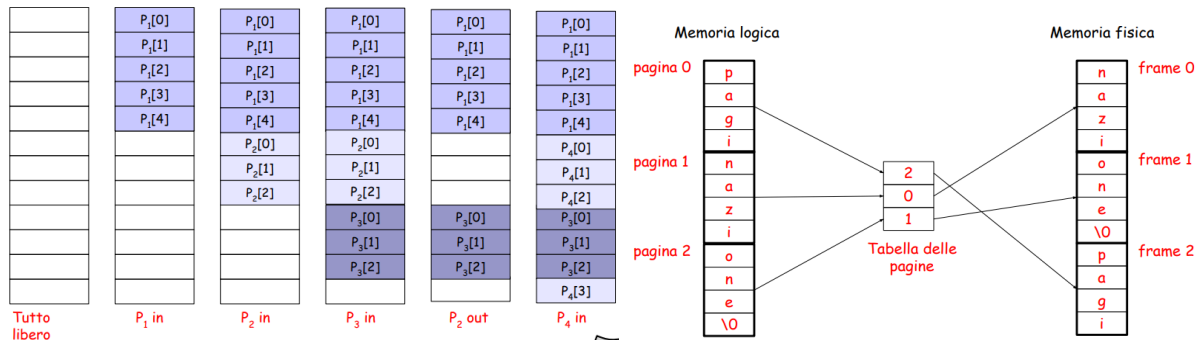 Tutto
libero
P₁[0]
P₁[1]
P₁[2]
P₁[3]
P₁[4]
P₁ in
P₁[0]
P₁[1]
P₁[2]
P₁[3]
P₁[4]
P₂[0]
P₂[1]
P₂[2]
P₂ in
P₁[0]
P₁[1]
P₁[2]
P₁[3]
P₁[4]
P₂[0]
P₂[1]
P₂[2]
P₃[0]
P₃[1]
P₃[2]
P₃ in
P₁[0]
P₁[1]
P₁[2]
P₁[3]
P₁[4]
P₃[0]
P₃[1]
P₃[2]
P₂ out
P₁[0]
P₁[1]
P₁[2]
P₁[3]
P₁[4]
P₄[0]
P₄[1]
P₄[2]
P₃[0]
P₃[1]
P₃[2]
P₄[3]
P₄ in
Memoria logica
pagina 0
p
a
g
i
pagina 1
n
a
z
i
pagina 2
o
n
e
\0
2
0
1
Tabella delle
pagine
Memoria fisica
frame 0
n
a
z
i
frame 1
o
n
e
\0
frame 2
p
a
g
i